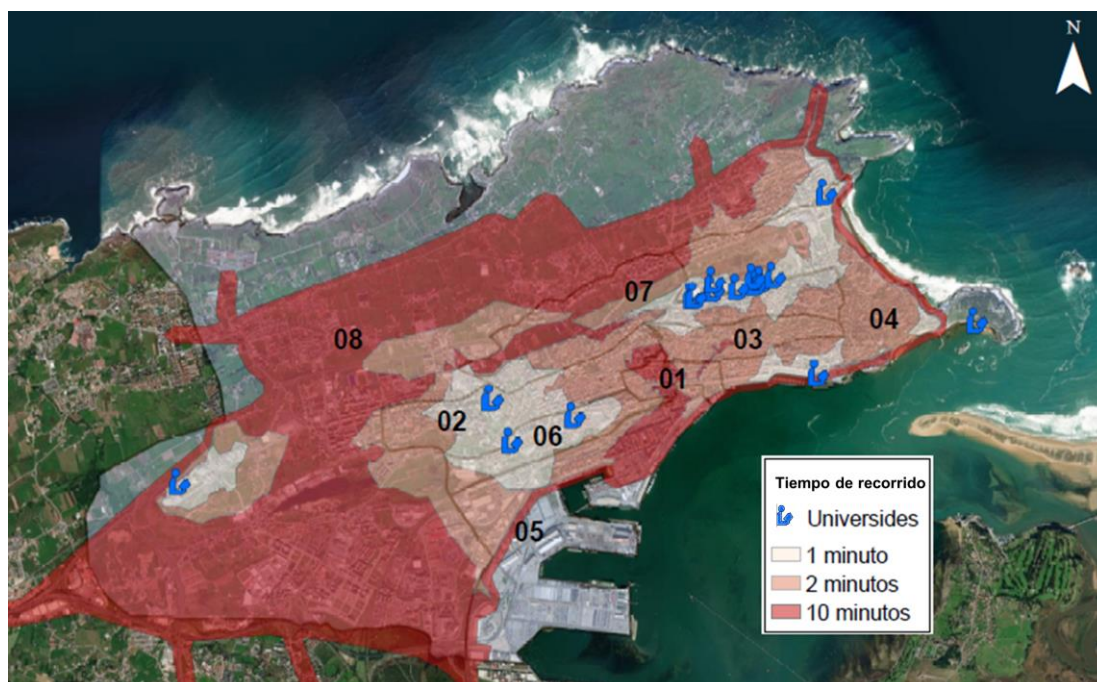 N
07
08
03
04
01
02
06
05
Tiempo de recorrido
Universides
1 minuto
2 minutos
10 minutos